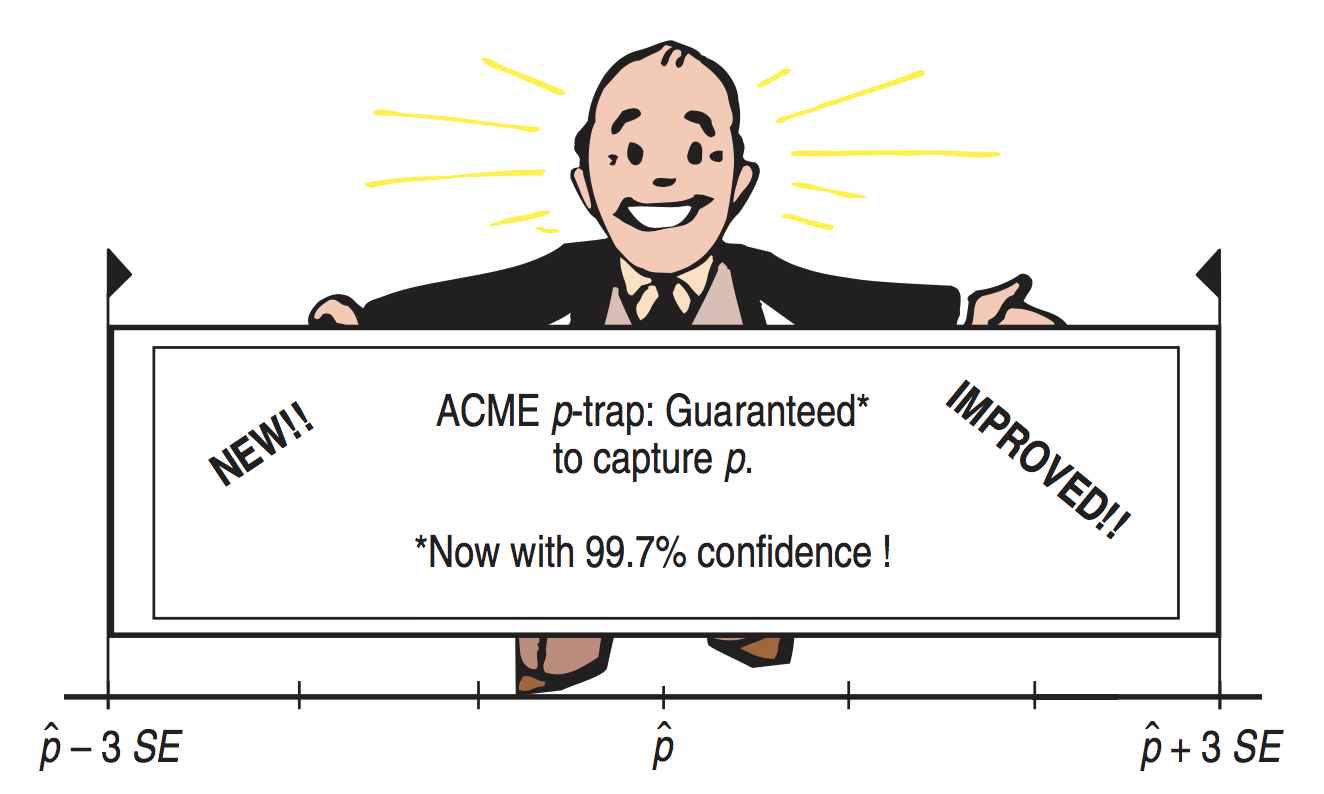 NEW!!
ACME p-trap: Guaranteed*
to capture p.
IMPROVED!!
*Now with 99.7% confidence !
p̂ – 3 SE
p̂
p̂ + 3 SE